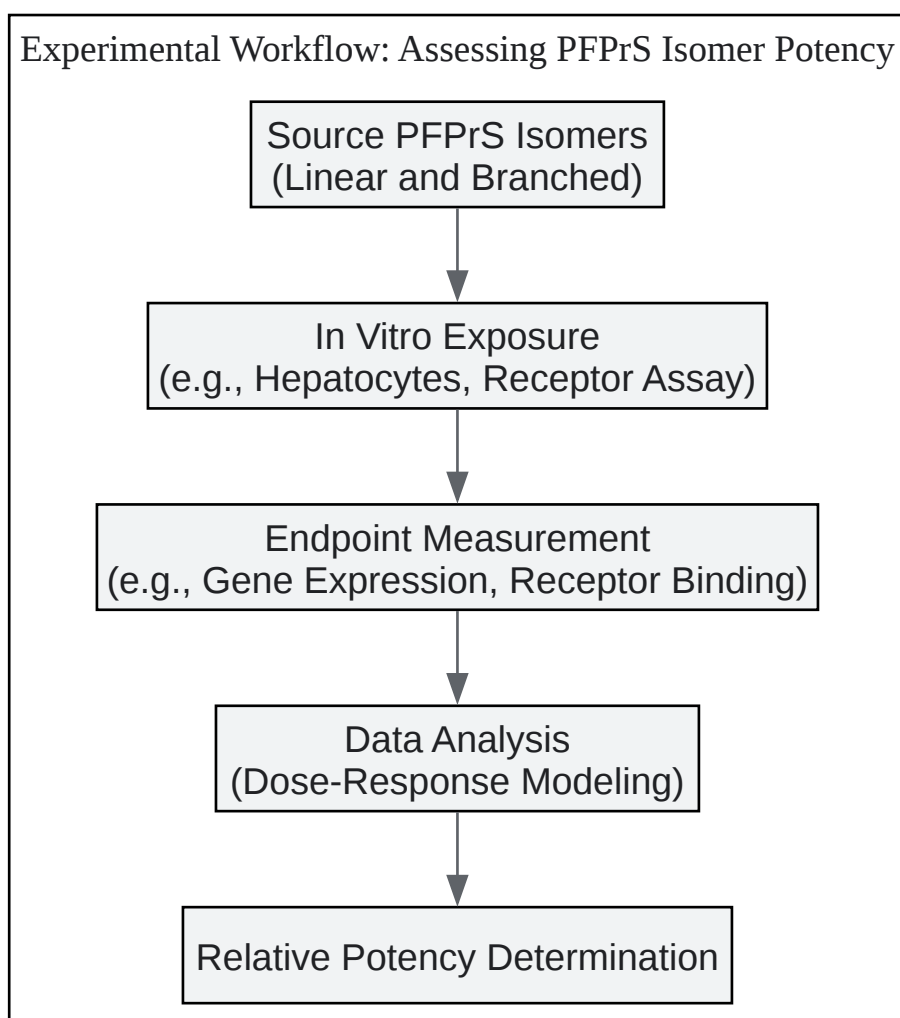 Experimental Workflow: Assessing PFPrS Isomer Potency
Source PFPrS Isomers
(Linear and Branched)
In Vitro Exposure
(e.g., Hepatocytes, Receptor Assay)
Endpoint Measurement
(e.g., Gene Expression, Receptor Binding)
Data Analysis
(Dose-Response Modeling)
Relative Potency Determination